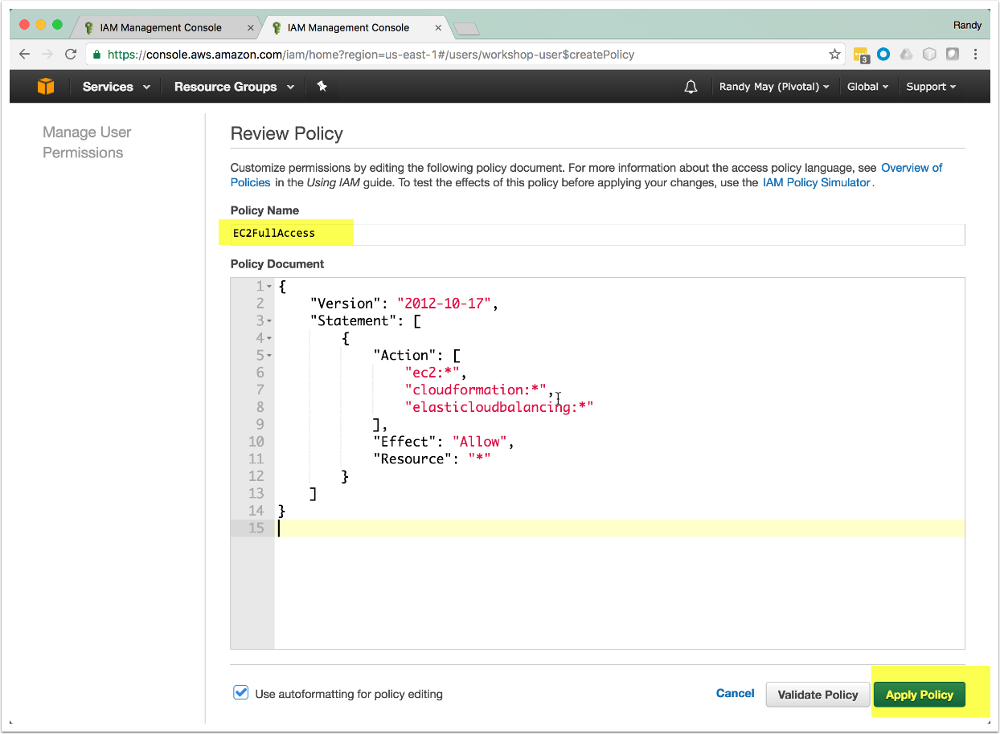 IAM Management Console
IAM Management Console
Randy
https://console.aws.amazon.com/iam/home?region=us-east-1#/users/workshop-user$createPolicy
3
Services
Resource Groups
Randy May (Pivotal)
Global
Support
Manage User
Permissions
Review Policy
Customize permissions by editing the following policy document. For more information about the access policy language, see Overview of
Policies in the Using IAM guide. To test the effects of this policy before applying your changes, use the IAM Policy Simulator.
Policy Name
EC2FullAccess
Policy Document
1 {
2 "Version": "2012-10-17",
3 "Statement": [
4 {
5 "Action": [
6 "ec2:*",
7 "cloudformation:*",
8 "elasticloudbalancing:*"
9 ],
10 "Effect": "Allow",
11 "Resource": "*"
12 }
13 ]
14 }
15
Use autoformatting for policy editing
Cancel
Validate Policy
Apply Policy